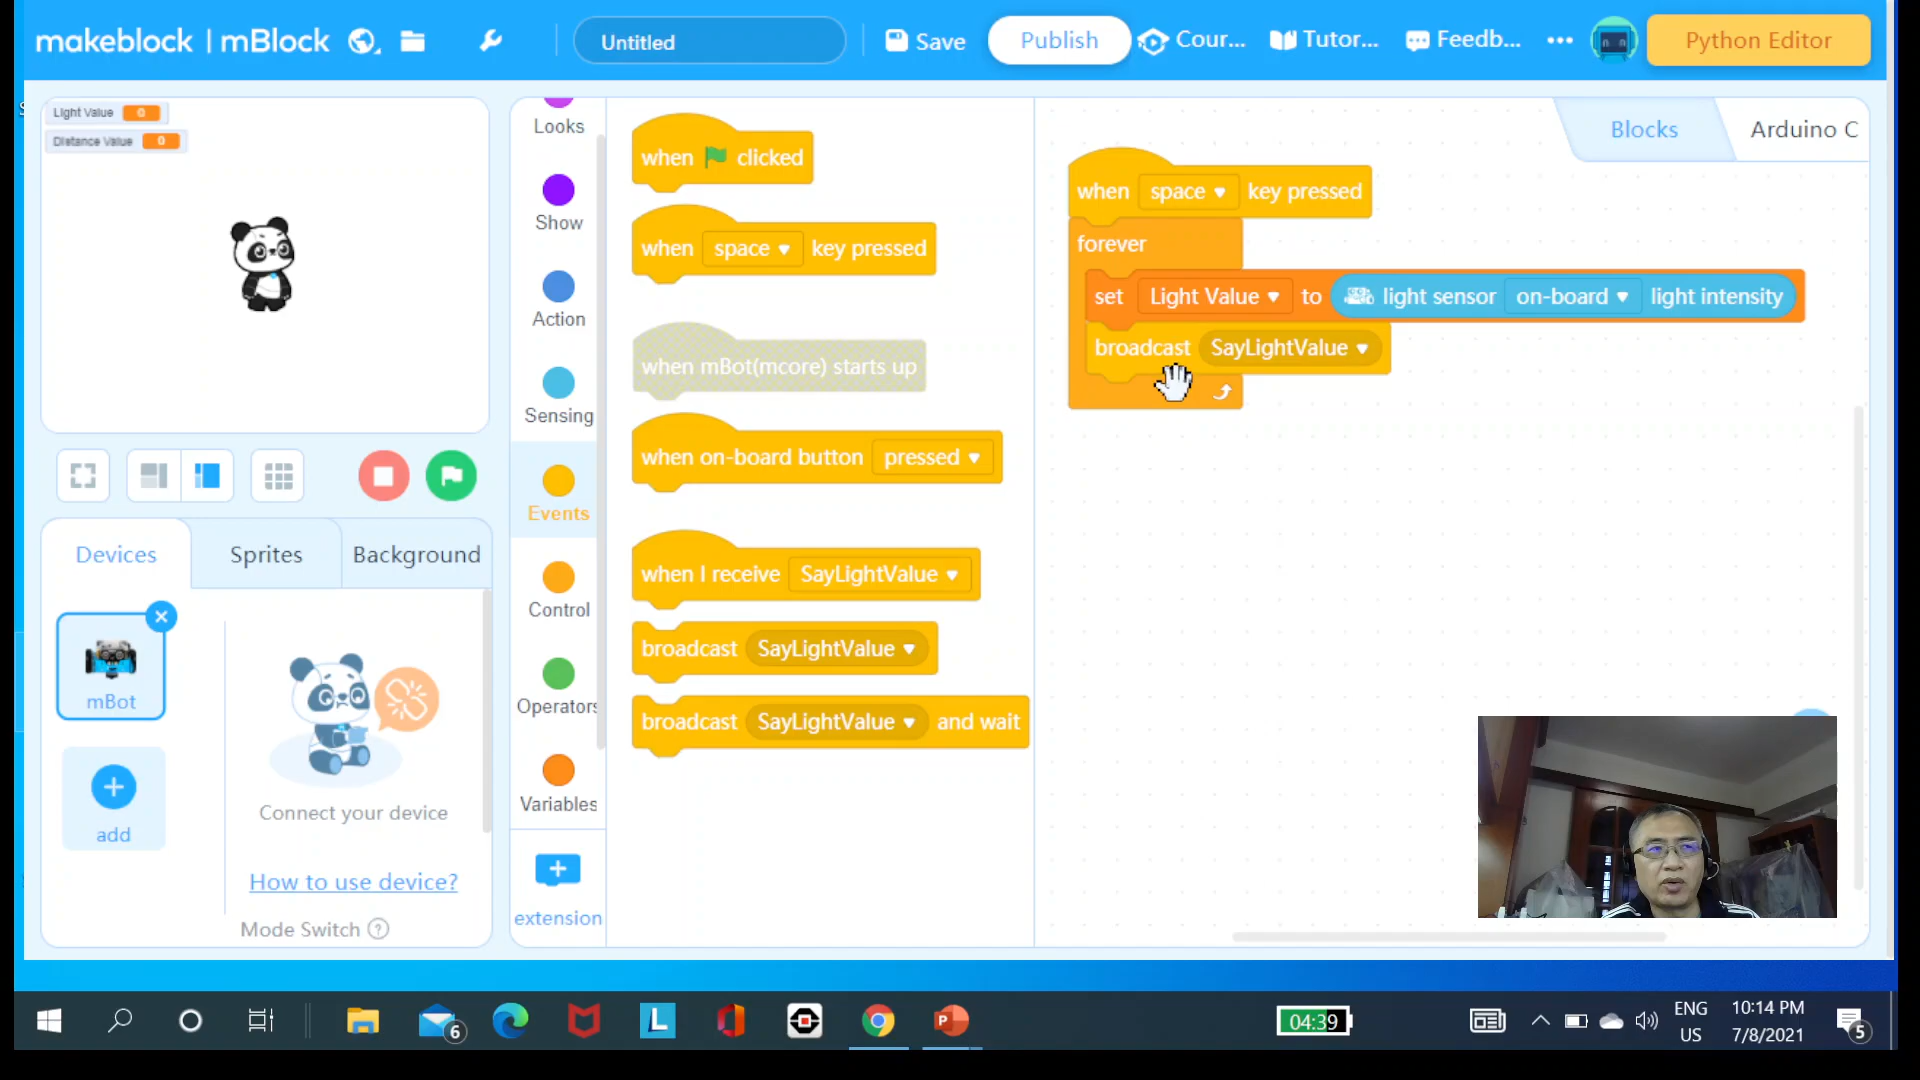 makeblock | mBlock
Untitled
Save
Publish
Cour...
Tutor...
Feedb...
Python Editor
Light Value 0
Distance Value 0
Looks
Show
Action
Sensing
Events
Control
Operators
Variables
extension
when clicked
when space key pressed
when mBot(mcore) starts up
when on-board button pressed
when I receive SayLightValue
broadcast SayLightValue
broadcast SayLightValue and wait
Blocks
Arduino C
when space key pressed
forever
set Light Value to light sensor on-board light intensity
broadcast SayLightValue
Devices
Sprites
Background
mBot
add
Connect your device
How to use device?
Mode Switch ?
6
L
P
04:39
ENG
US
10:14 PM
7/8/2021
5